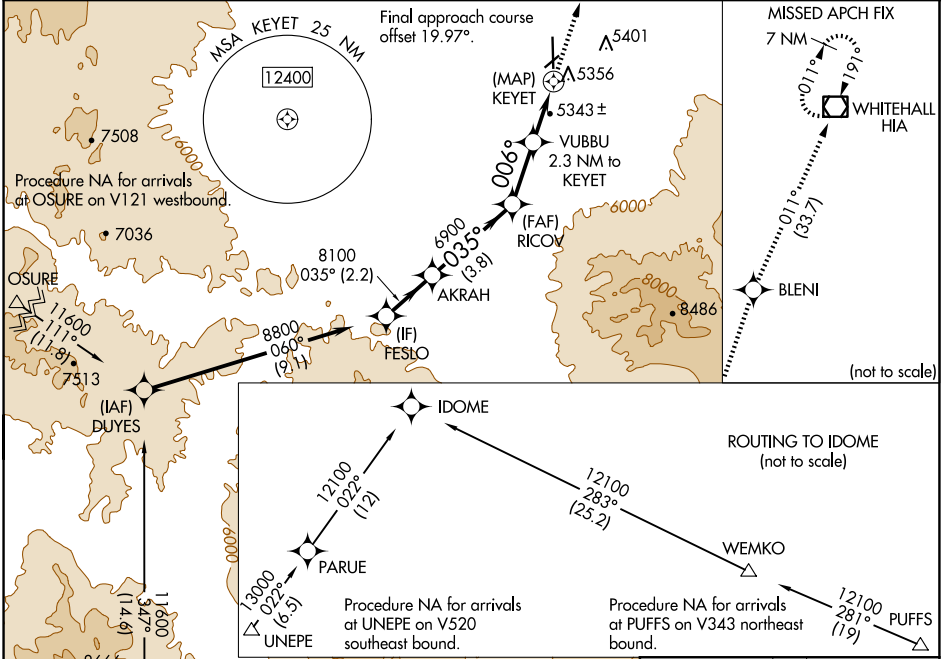 MSA KEYET 25 NM
12400
Final approach course
offset 19.97°.
5401
(MAP)
KEYET
5356
5343 ±
VUBBU
2.3 NM to
KEYET
006°
(FAF)
RICOV
6000
7508
Procedure NA for arrivals
at OSURE on V121 westbound.
7036
6900
035°
(3.8)
8100
035° (2.2)
AKRAH
(IF)
FESLO
8000
8486
OSURE
11600
111°
(11.8)
7513
8800
060°
(9.1)
(IAF)
DUYES
6000
11600
347°
(14.6)
MISSED APCH FIX
7 NM
011°
191°
WHITEHALL
HIA
011°
(33.7)
BLENI
(not to scale)
IDOME
ROUTING TO IDOME
(not to scale)
12100
022°
(12)
12100
283°
(25.2)
PARUE
WEMKO
13000
022°
(6.5)
UNEPE
Procedure NA for arrivals
at UNEPE on V520
southeast bound.
Procedure NA for arrivals
at PUFFS on V343 northeast
bound.
12100
281°
(19)
PUFFS